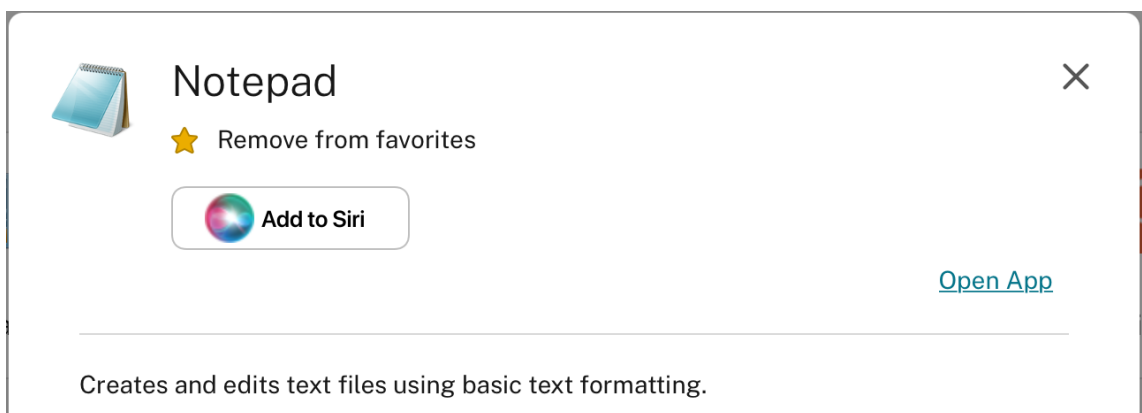 Notepad
Remove from favorites
Add to Siri
Open App
Creates and edits text files using basic text formatting.